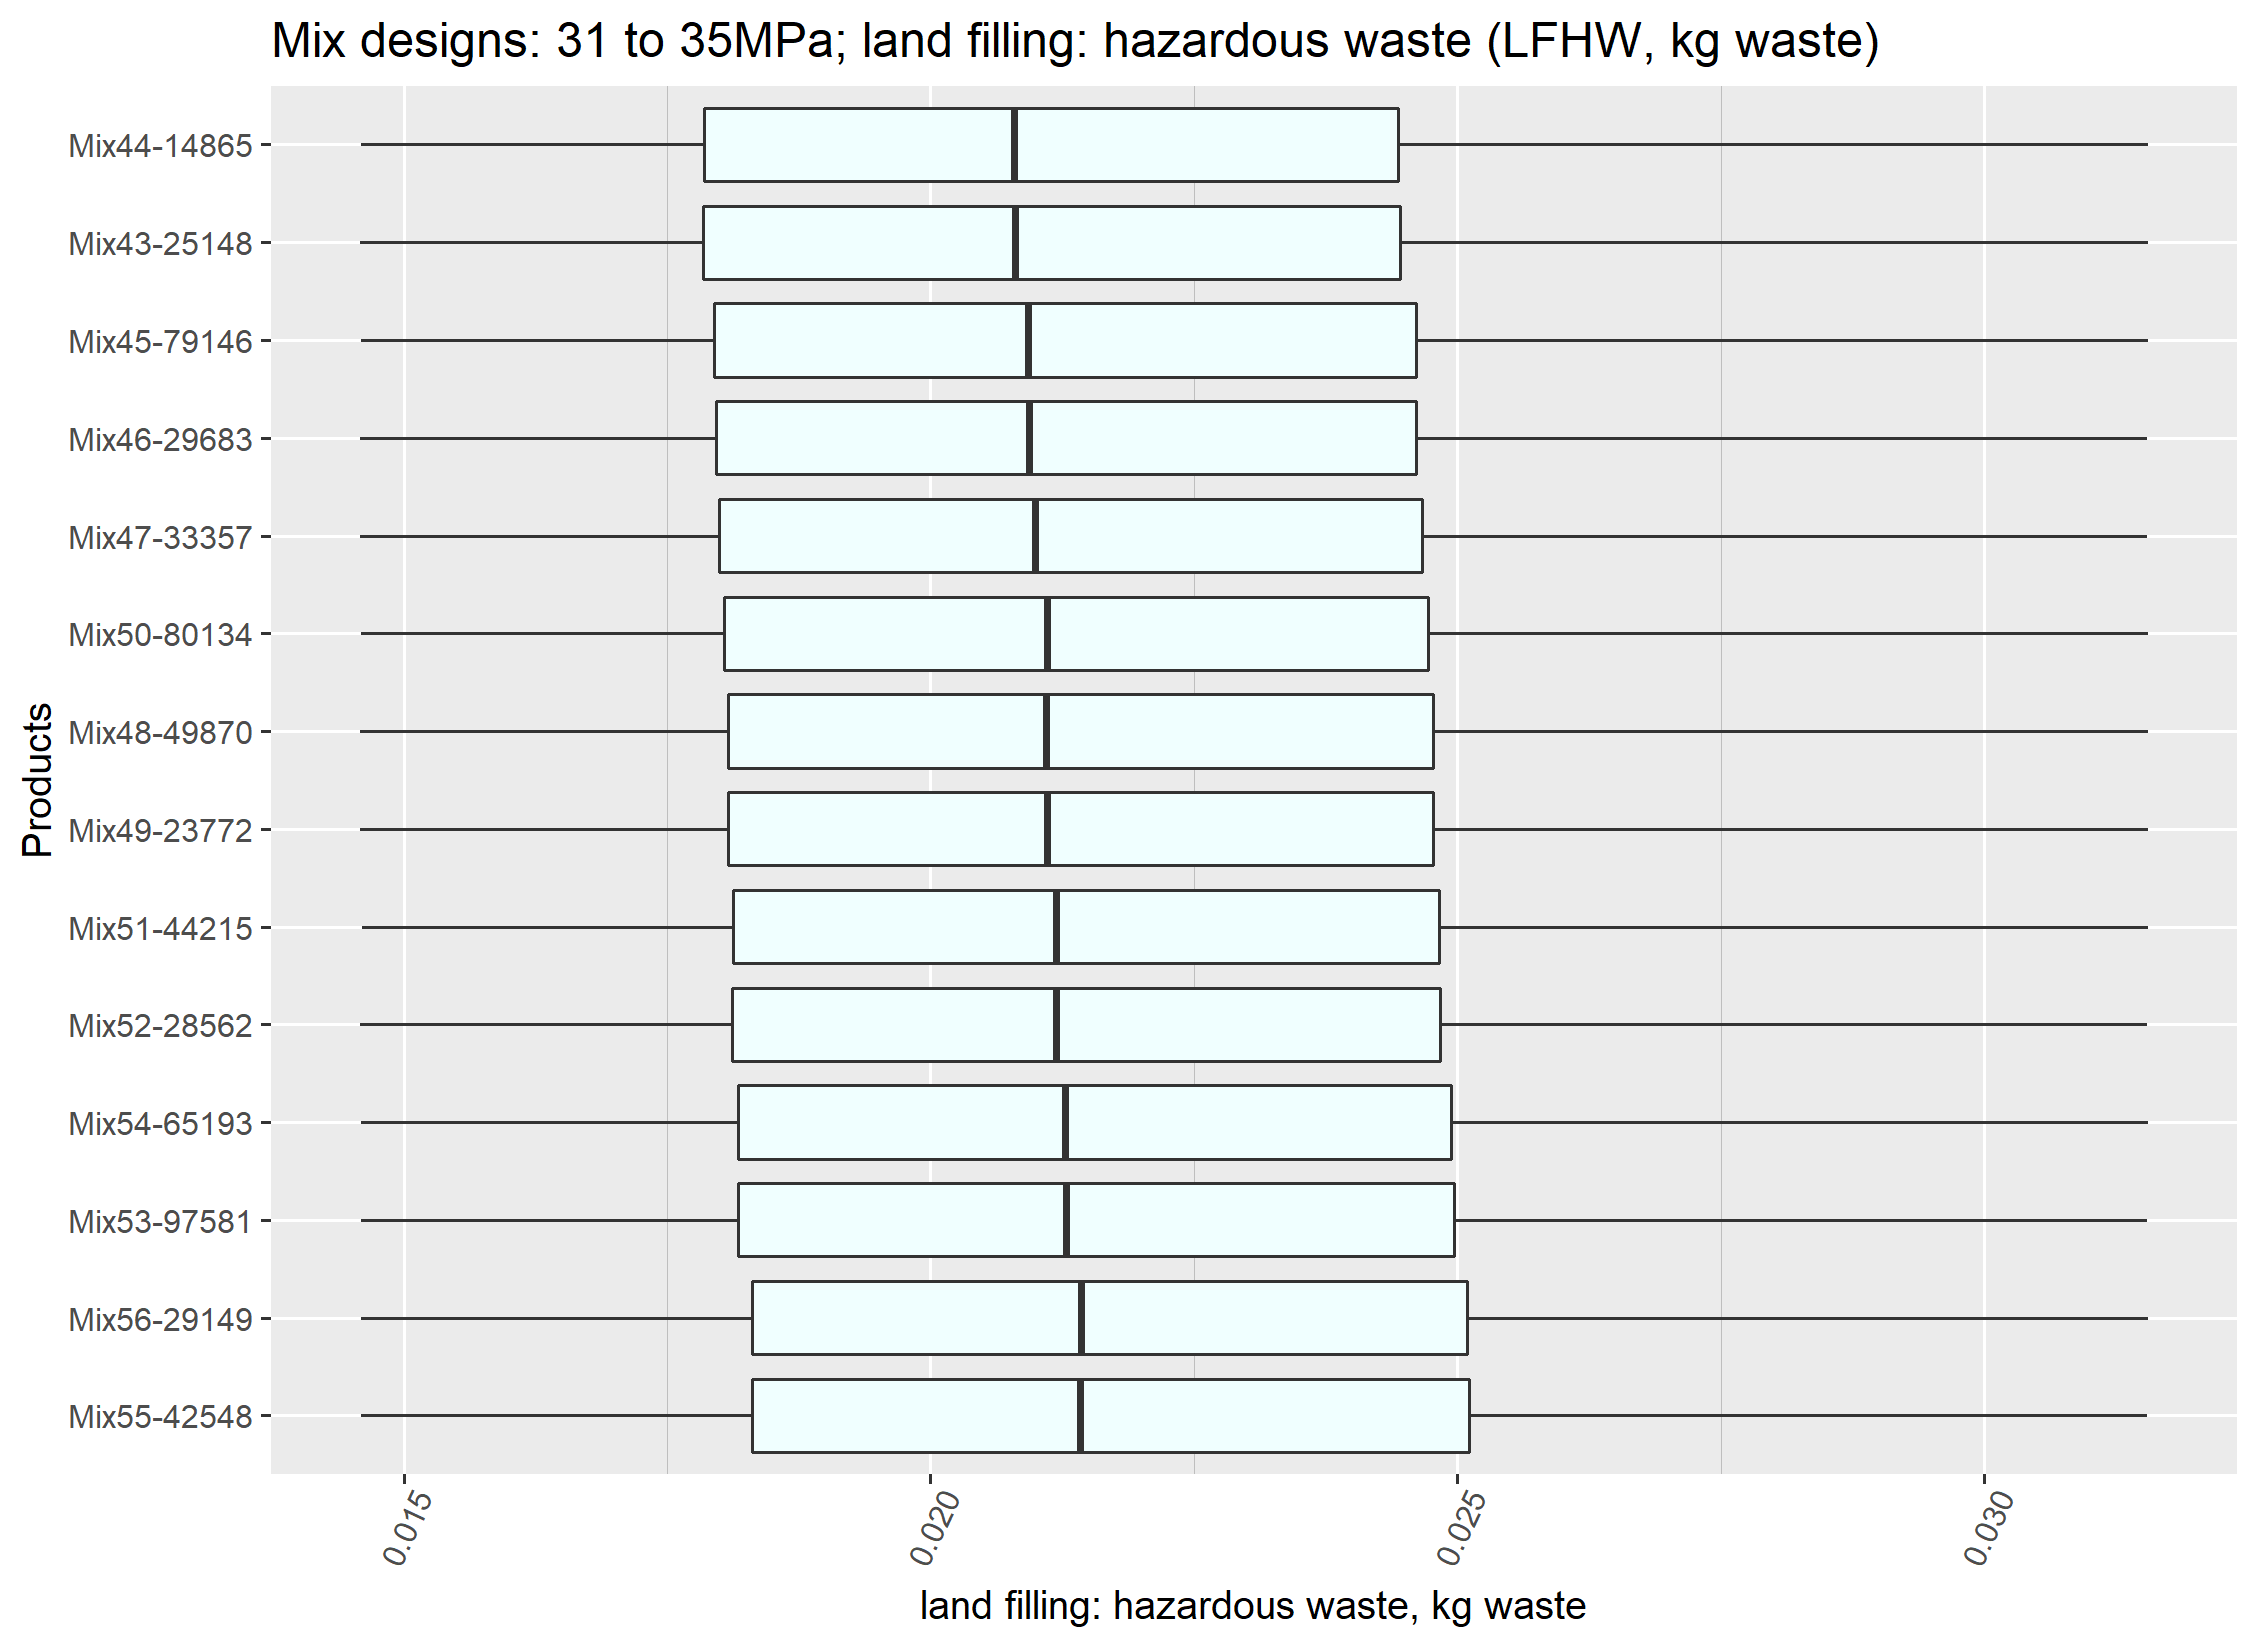 Mix designs: 31 to 35MPa; land filling: hazardous waste (LFHW, kg waste)
Products
Mix44-14865
Mix43-25148
Mix45-79146
Mix46-29683
Mix47-33357
Mix50-80134
Mix48-49870
Mix49-23772
Mix51-44215
Mix52-28562
Mix54-65193
Mix53-97581
Mix56-29149
Mix55-42548
0.015 0.020 0.025 0.030
land filling: hazardous waste, kg waste